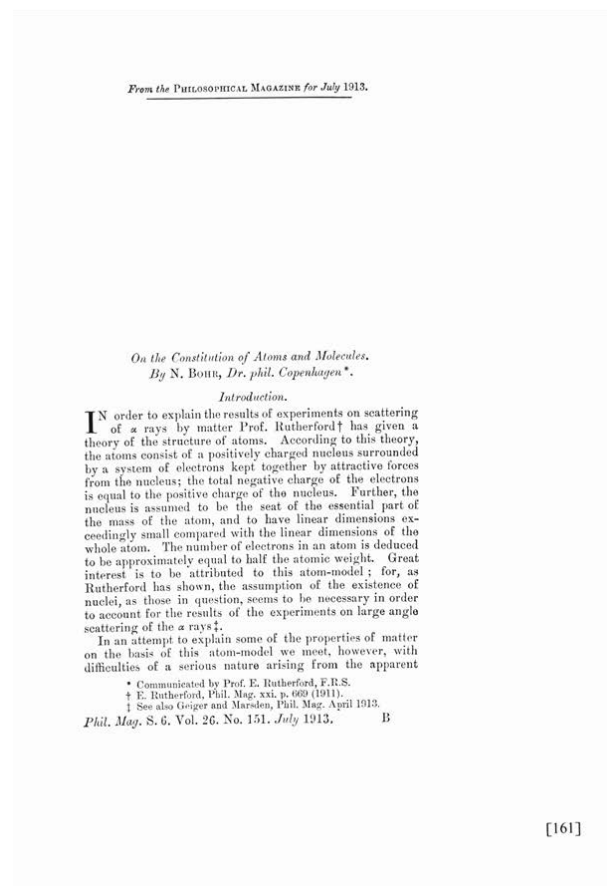 From the PHILOSOPHICAL MAGAZINE for July 1913.
On the Constitution of Atoms and Molecules.
By N. BOHR, Dr. phil. Copenhagen*.
Introduction.
IN order to explain the results of experiments on scattering
of α rays by matter Prof. Rutherford† has given a
theory of the structure of atoms. According to this theory,
the atoms consist of a positively charged nucleus surrounded
by a system of electrons kept together by attractive forces
from the nucleus; the total negative charge of the electrons
is equal to the positive charge of the nucleus. Further, the
nucleus is assumed to be the seat of the essential part of
the mass of the atom, and to have linear dimensions ex-
ceedingly small compared with the linear dimensions of the
whole atom. The number of electrons in an atom is deduced
to be approximately equal to half the atomic weight. Great
interest is to be attributed to this atom-model; for, as
Rutherford has shown, the assumption of the existence of
nuclei, as those in question, seems to be necessary in order
to account for the results of the experiments on large angle
scattering of the α rays‡.
In an attempt to explain some of the properties of matter
on the basis of this atom-model we meet, however, with
difficulties of a serious nature arising from the apparent
* Communicated by Prof. E. Rutherford, F.R.S.
† E. Rutherford, Phil. Mag. xxi. p. 669 (1911).
‡ See also Geiger and Marsden, Phil. Mag. April 1913.
Phil. Mag. S. 6. Vol. 26. No. 151. July 1913. B
[161]